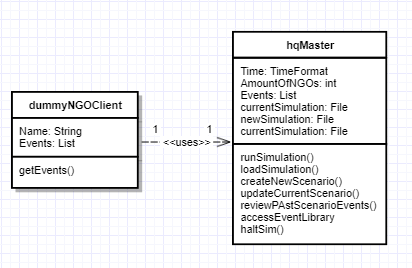 dummyNGOClient
Name: String
Events: List
getEvents()
1
1
<<uses>>
hqMaster
Time: TimeFormat
AmountOfNGOs: int
Events: List
currentSimulation: File
newSimulation: File
currentSimulation: File
runSimulation()
loadSimulation()
createNewScenario()
updateCurrentScenario()
reviewPAstScenarioEvents()
accessEventLibrary
haltSim()